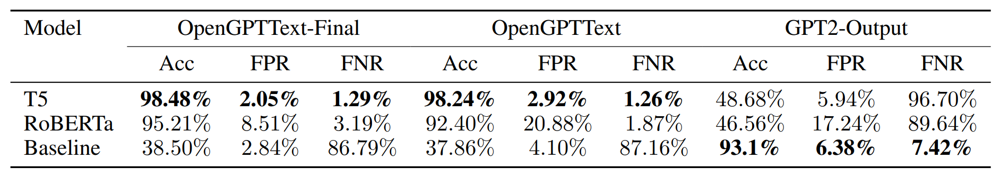 Model OpenGPTText-Final OpenGPTText GPT2-Output
Acc FPR FNR Acc FPR FNR Acc FPR FNR
T5 98.48% 2.05% 1.29% 98.24% 2.92% 1.26% 48.68% 5.94% 96.70%
RoBERTa 95.21% 8.51% 3.19% 92.40% 20.88% 1.87% 46.56% 17.24% 89.64%
Baseline 38.50% 2.84% 86.79% 37.86% 4.10% 87.16% 93.1% 6.38% 7.42%